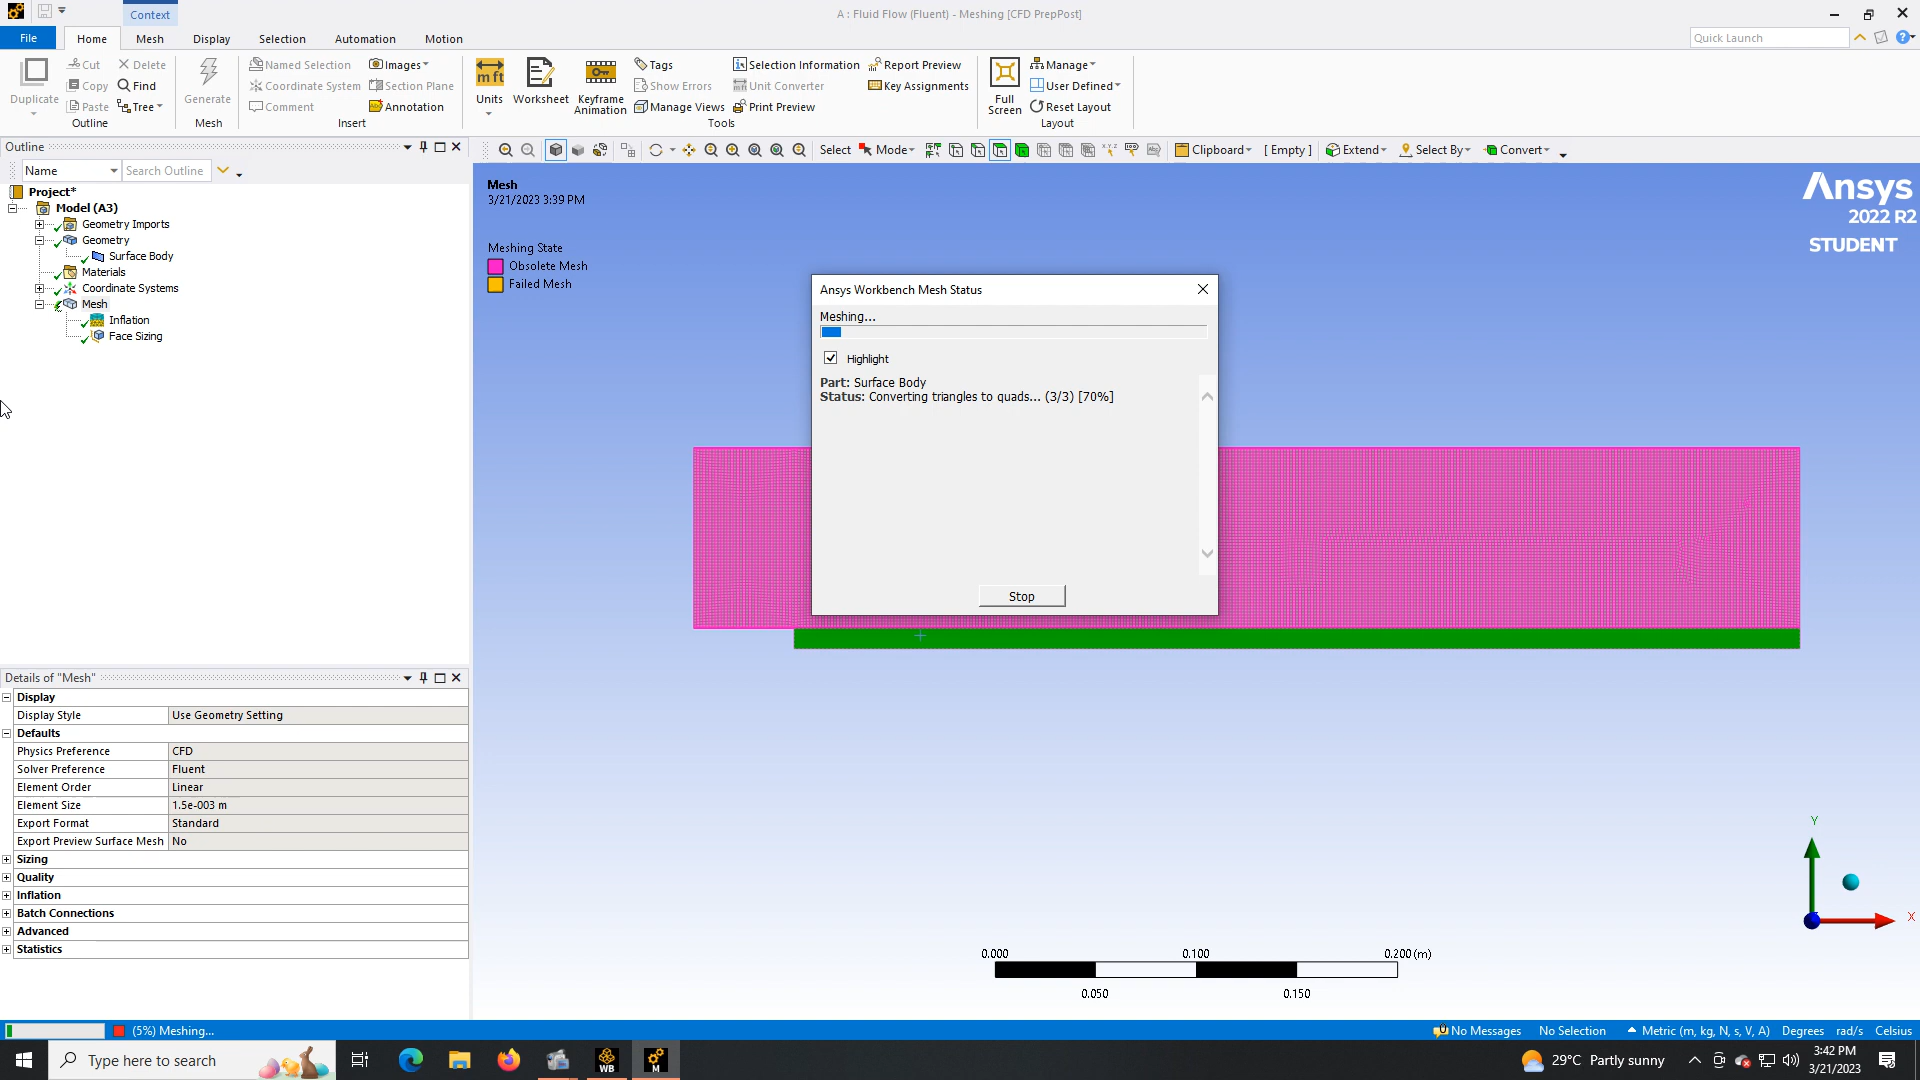 Context
A : Fluid Flow (Fluent) - Meshing [CFD PrepPost]
File Home Mesh Display Selection Automation Motion
Quick Launch
Duplicate
Cut Delete
Copy Find
Paste Tree
Outline
Generate
Mesh
Named Selection Images
Coordinate System Section Plane
Comment Annotation
Insert
Units Worksheet Keyframe Animation
Tags Selection Information Report Preview
Show Errors Unit Converter Key Assignments
Manage Views Print Preview
Tools
Full Screen
Manage
User Defined
Reset Layout
Layout
Outline
Select Mode Clipboard [ Empty ] Extend Select By Convert
Name Search Outline
Project*
Model (A3)
Geometry Imports
Geometry
Surface Body
Materials
Coordinate Systems
Mesh
Inflation
Face Sizing
Mesh
3/21/2023 3:39 PM
Meshing State
Obsolete Mesh
Failed Mesh
Ansys
2022 R2
STUDENT
Ansys Workbench Mesh Status
Meshing...
Highlight
Part: Surface Body
Status: Converting triangles to quads... (3/3) [70%]
Stop
Details of "Mesh"
Display
Display Style Use Geometry Setting
Defaults
Physics Preference CFD
Solver Preference Fluent
Element Order Linear
Element Size 1.5e-003 m
Export Format Standard
Export Preview Surface Mesh No
Sizing
Quality
Inflation
Batch Connections
Advanced
Statistics
Y
X
0.000 0.100 0.200 (m)
0.050 0.150
(5%) Meshing... No Messages No Selection Metric (m, kg, N, s, V, A) Degrees rad/s Celsius
Type here to search WB M 29°C Partly sunny 3:42 PM
3/21/2023